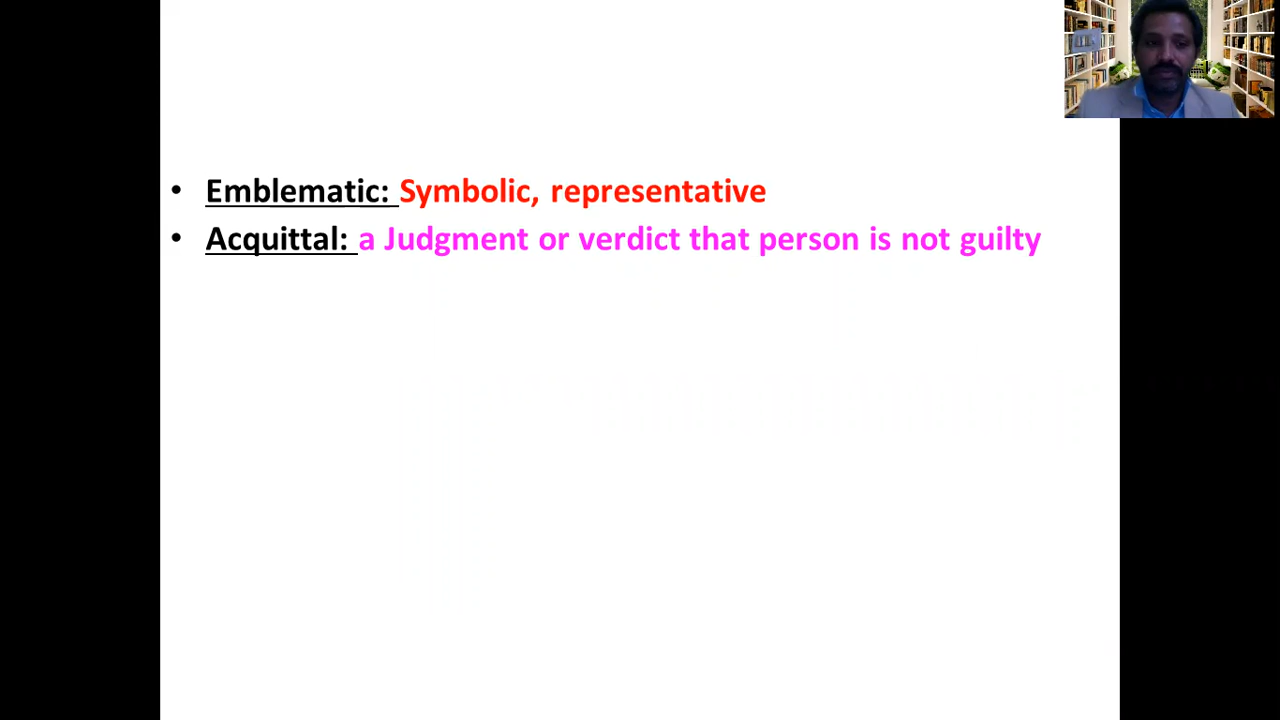 • Emblematic: Symbolic, representative
• Acquittal: a Judgment or verdict that person is not guilty